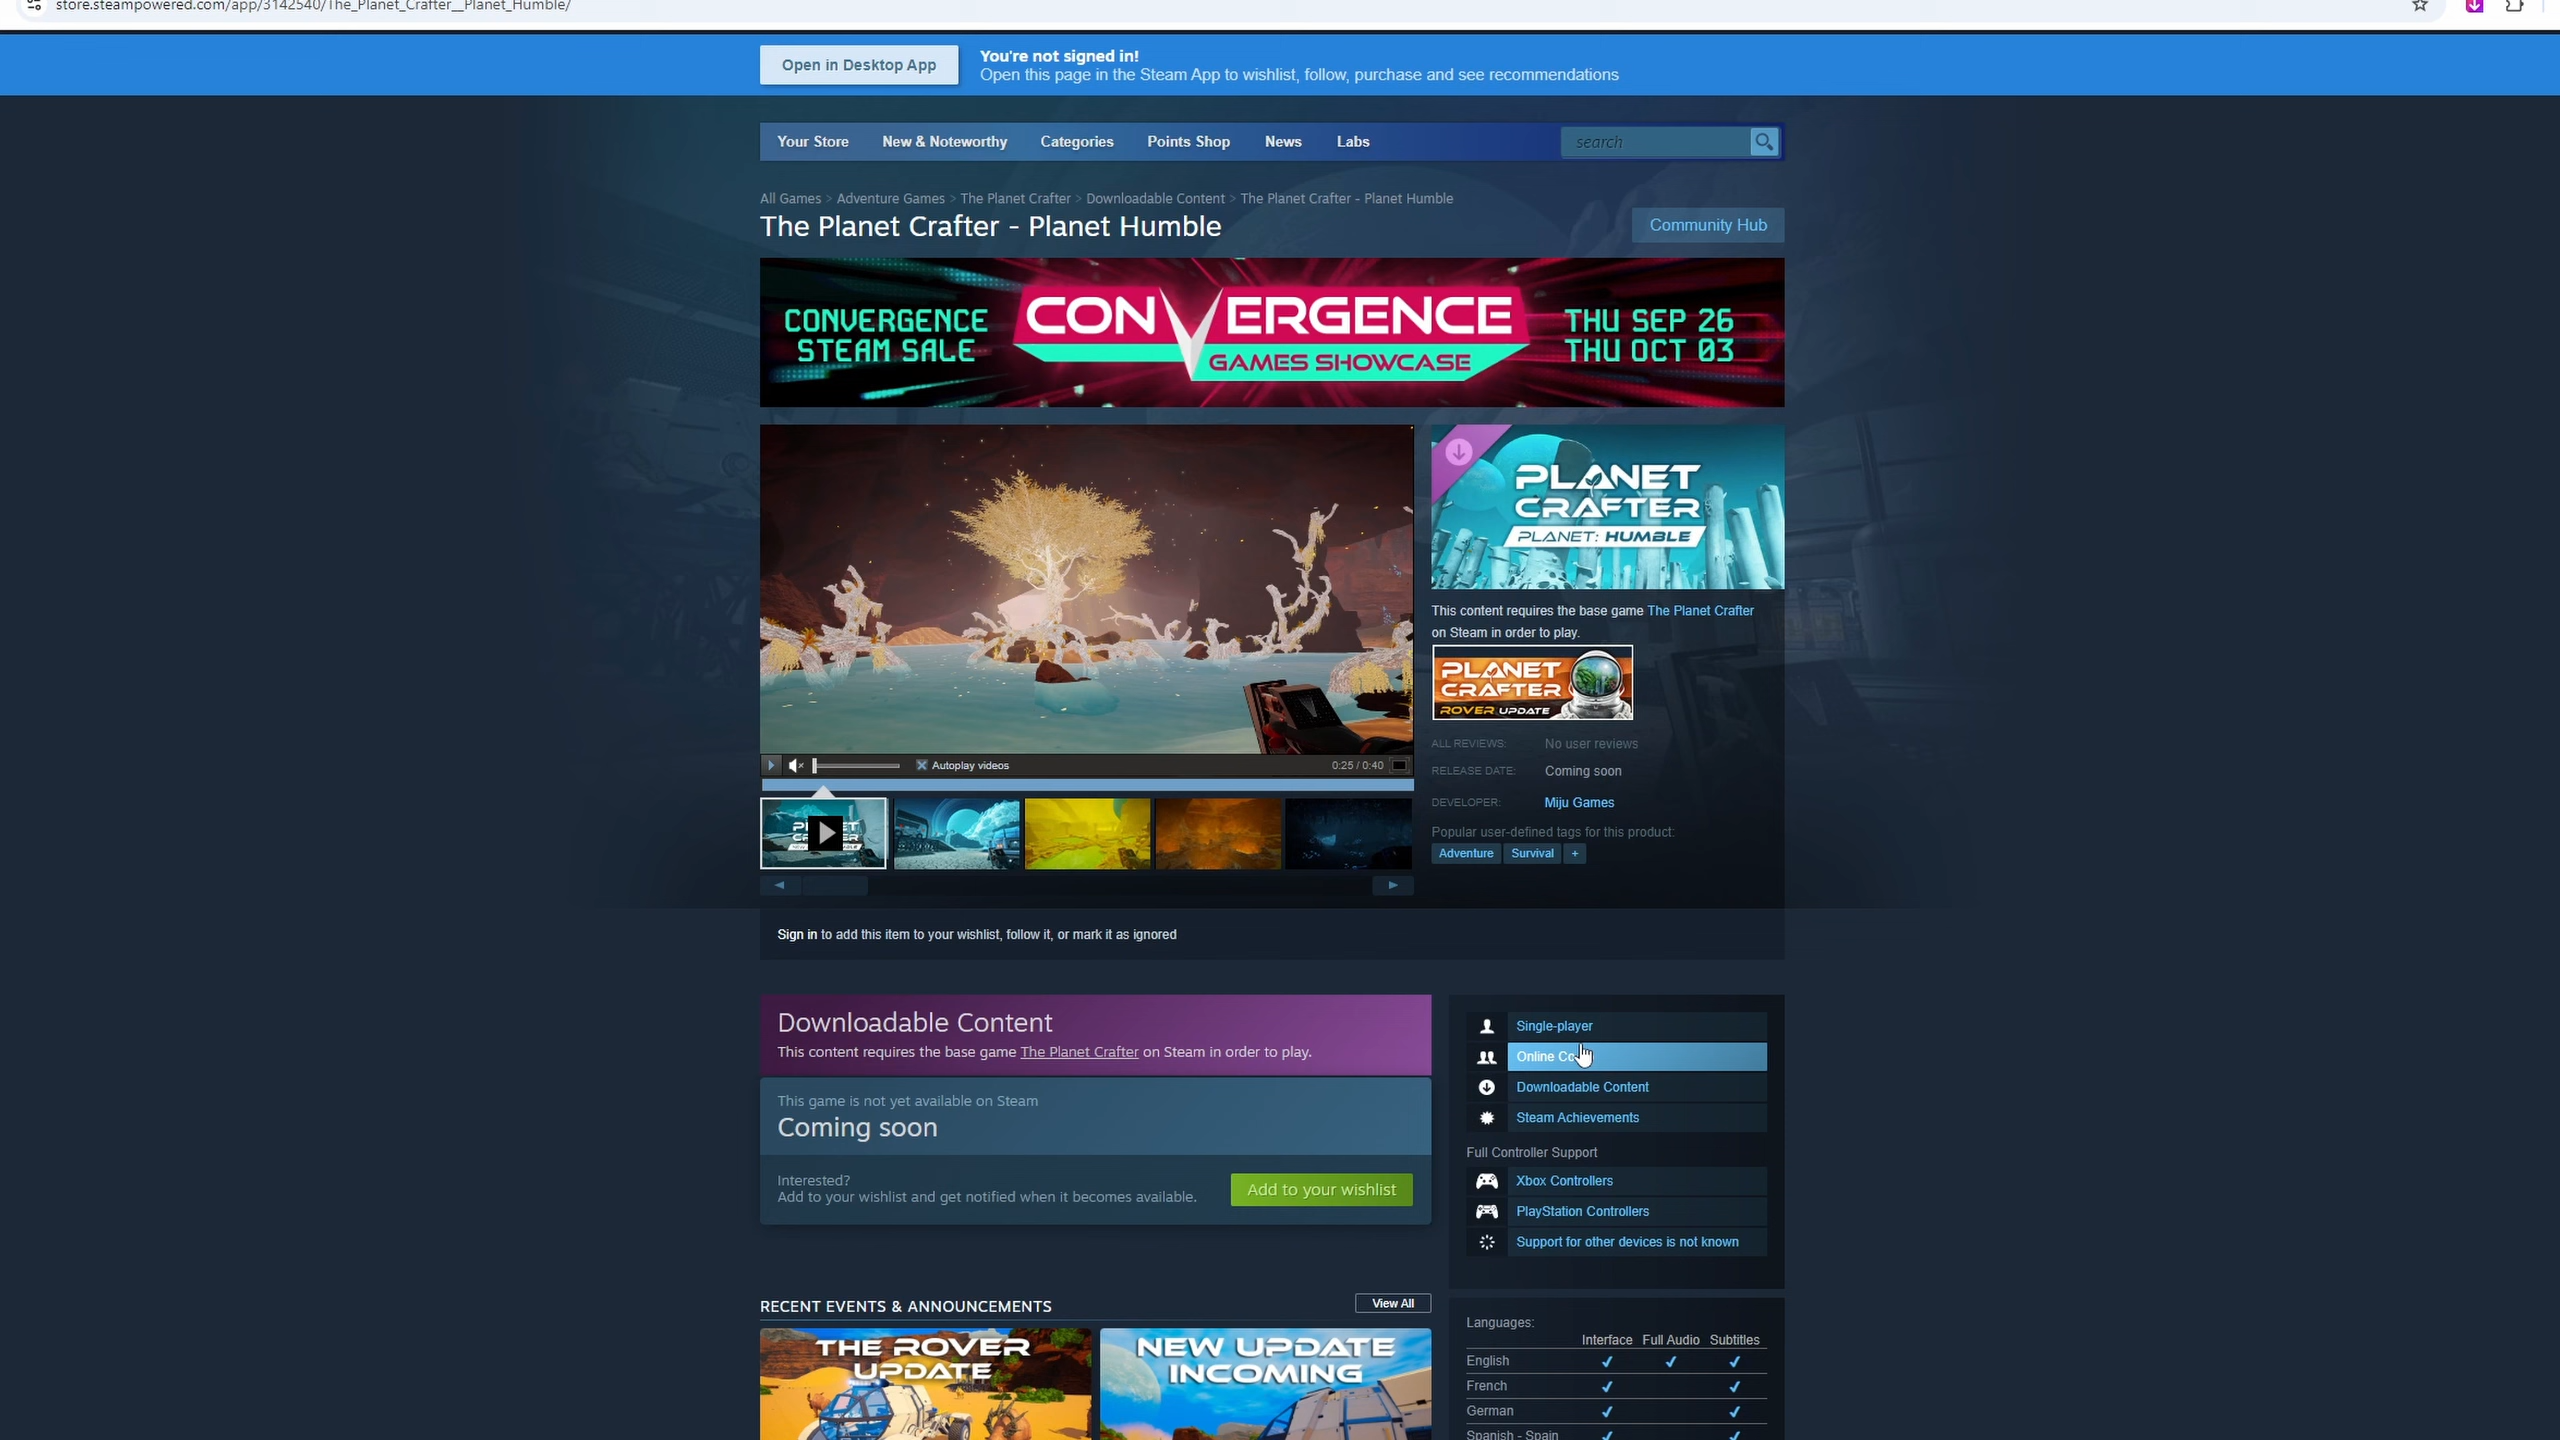 store.steampowered.com/app/3142540/The_Planet_Crafter__Planet_Humble/
Open in Desktop App
You're not signed in!
Open this page in the Steam App to wishlist, follow, purchase and see recommendations
Your Store New & Noteworthy Categories Points Shop News Labs search
All Games > Adventure Games > The Planet Crafter > Downloadable Content > The Planet Crafter - Planet Humble
The Planet Crafter - Planet Humble
Community Hub
CONVERGENCE
STEAM SALE
CONVERGENCE
GAMES SHOWCASE
THU SEP 26
THU OCT 03
PLANET
CRAFTER
PLANET: HUMBLE
This content requires the base game The Planet Crafter
on Steam in order to play.
PLANET
CRAFTER
ROVER UPDATE
ALL REVIEWS: No user reviews
RELEASE DATE: Coming soon
DEVELOPER: Miju Games
Popular user-defined tags for this product:
Adventure Survival +
Autoplay videos 0:25 / 0:40
Sign in to add this item to your wishlist, follow it, or mark it as ignored
Downloadable Content
This content requires the base game The Planet Crafter on Steam in order to play.
This game is not yet available on Steam
Coming soon
Interested?
Add to your wishlist and get notified when it becomes available.
Add to your wishlist
Single-player
Online
Downloadable Content
Steam Achievements
Full Controller Support
Xbox Controllers
PlayStation Controllers
Support for other devices is not known
RECENT EVENTS & ANNOUNCEMENTS
View All
THE ROVER
UPDATE
NEW UPDATE
INCOMING
Languages:
Interface Full Audio Subtitles
English ✔ ✔ ✔
French ✔ ✔
German ✔ ✔
Spanish - Spain ✔ ✔